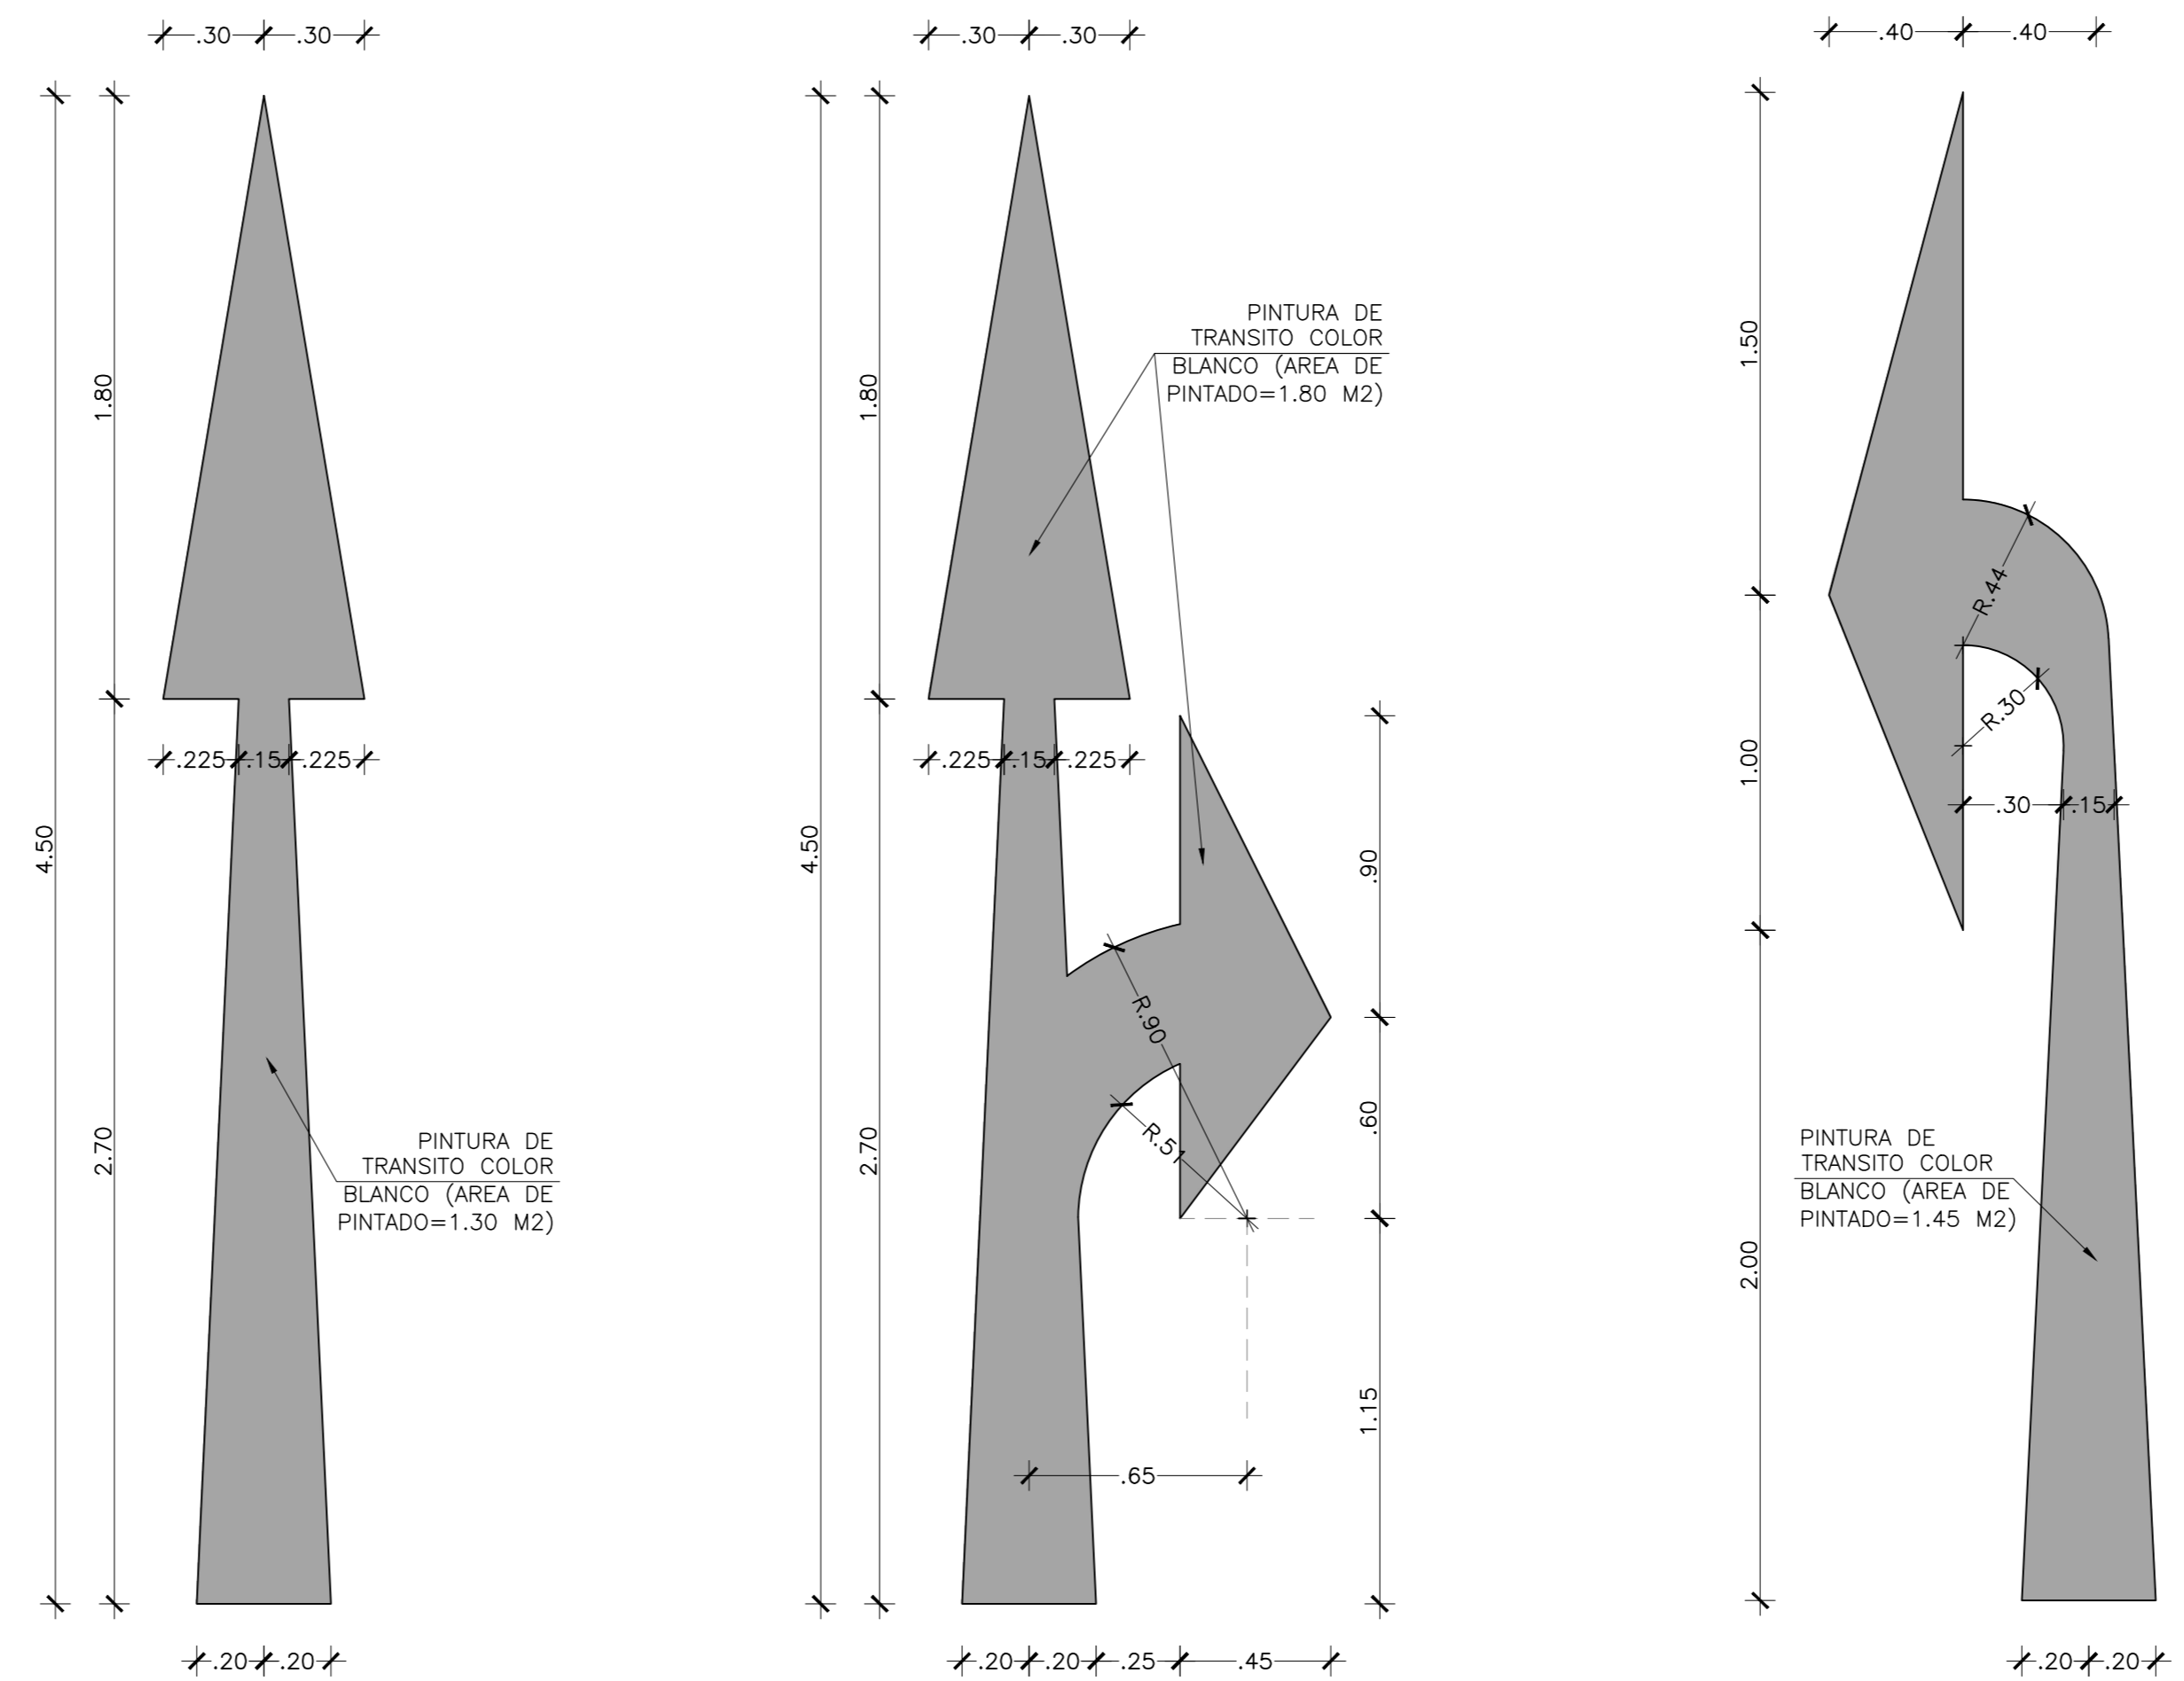 .30 .30
1.80
4.50
2.70
.225 .15 .225
PINTURA DE
TRANSITO COLOR
BLANCO (AREA DE
PINTADO=1.30 M2)
.20 .20
.30 .30
PINTURA DE
TRANSITO COLOR
BLANCO (AREA DE
PINTADO=1.80 M2)
1.80
4.50
2.70
.225 .15 .225
.90
R.90
.60
R.51
1.15
.65
.20 .20 .25 .45
.40 .40
1.50
R.44
1.00
R.30
.30 .15
PINTURA DE
TRANSITO COLOR
BLANCO (AREA DE
PINTADO=1.45 M2)
2.00
.20 .20